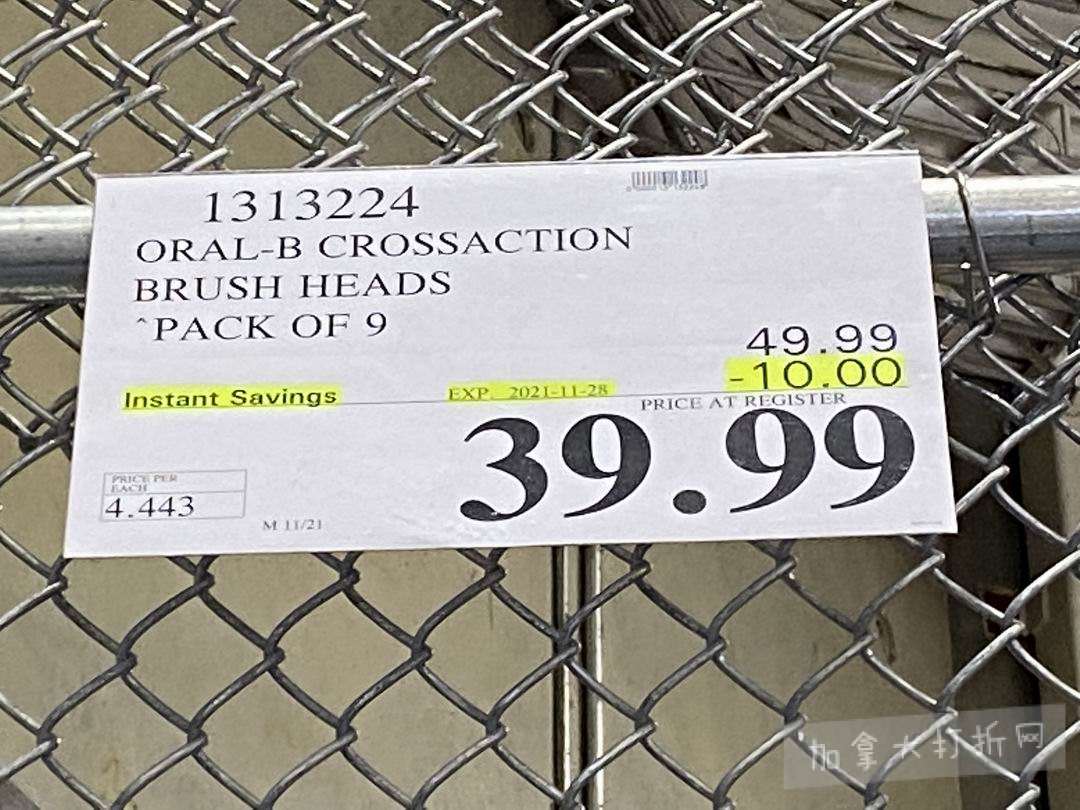 1313224
ORAL-B CROSSACTION
BRUSH HEADS
^PACK OF 9
49.99
-10.00
Instant Savings
EXP. 2021-11-28
PRICE AT REGISTER
39.99
PRICE PER
EACH
4.443
M 11/21
加拿大打折网